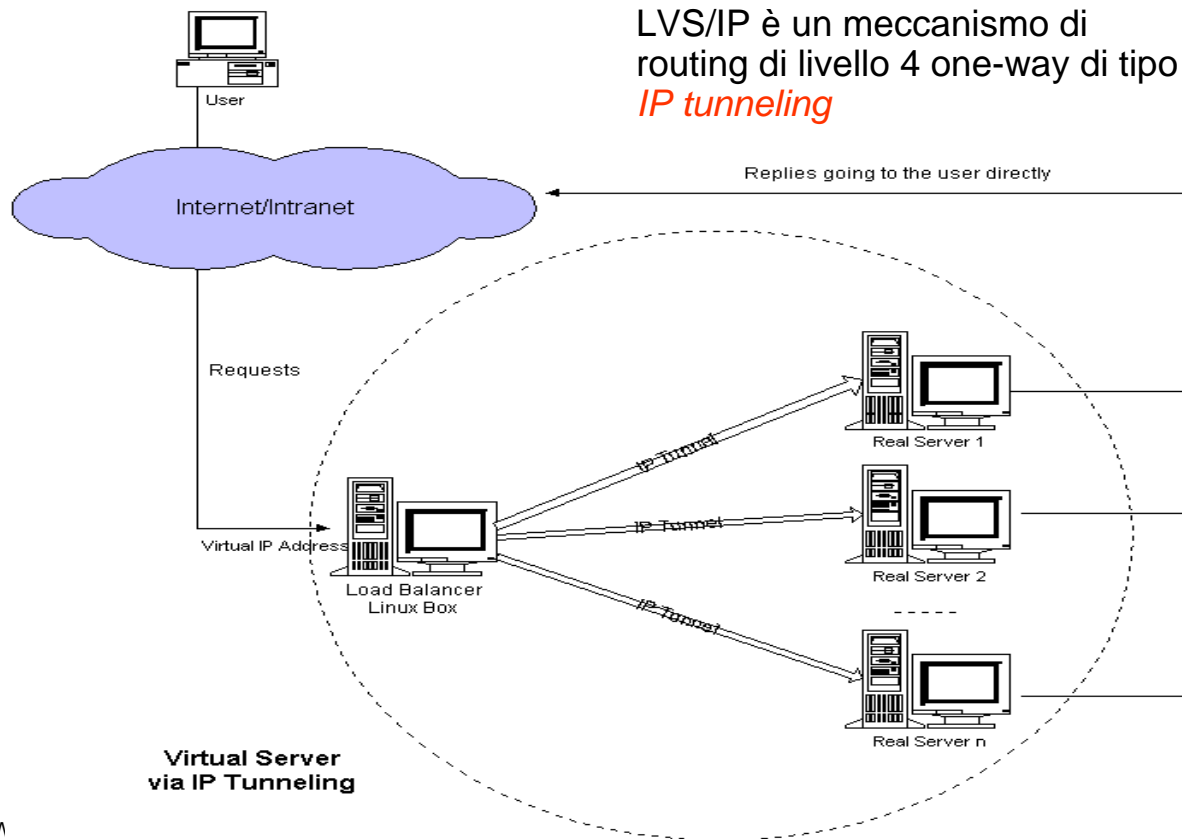 LVS/IP è un meccanismo di
routing di livello 4 one-way di tipo
IP tunneling
User
Replies going to the user directly
Internet/Intranet
Requests
IP Tunnel
Real Server 1
Virtual IP Address
IP Tunnel
Real Server 2
Load Balancer
Linux Box
IP Tunnel
Real Server n
Virtual Server
via IP Tunneling